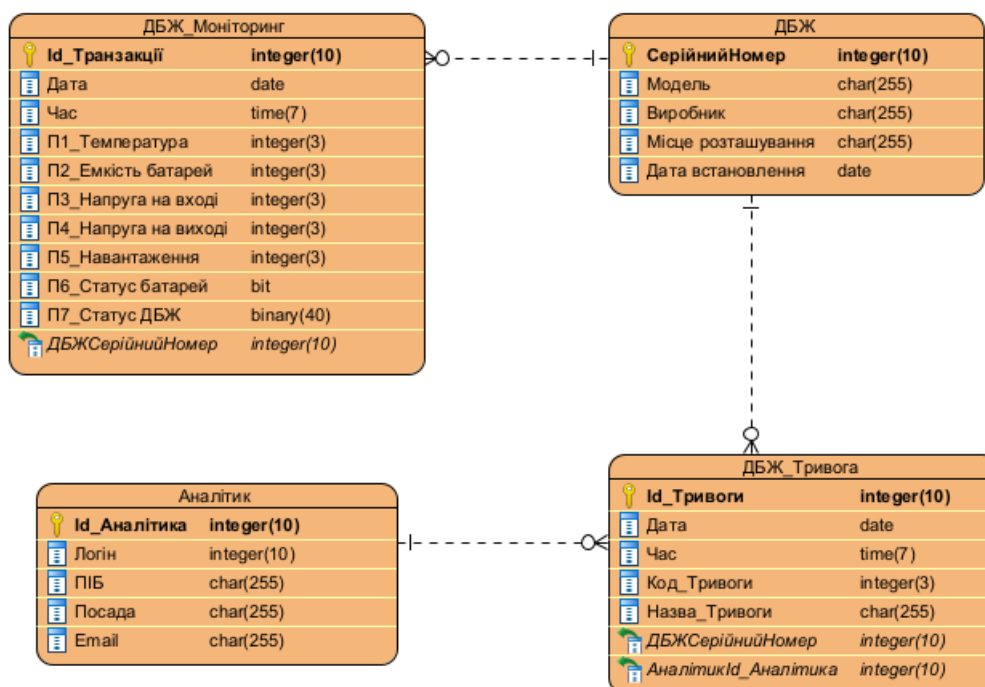 ДБЖ_Моніторинг
Id_Транзакції integer(10)
Дата date
Час time(7)
П1_Температура integer(3)
П2_Емкість батарей integer(3)
П3_Напруга на вході integer(3)
П4_Напруга на виході integer(3)
П5_Навантаження integer(3)
П6_Статус батарей bit
П7_Статус ДБЖ binary(40)
ДБЖСерійнийНомер integer(10)
ДБЖ
СерійнийНомер integer(10)
Модель char(255)
Виробник char(255)
Місце розташування char(255)
Дата встановлення date
Аналітик
Id_Аналітика integer(10)
Логін integer(10)
ПІБ char(255)
Посада char(255)
Email char(255)
ДБЖ_Тривога
Id_Тривоги integer(10)
Дата date
Час time(7)
Код_Тривоги integer(3)
Назва_Тривоги char(255)
ДБЖСерійнийНомер integer(10)
АналітикId_Аналітика integer(10)